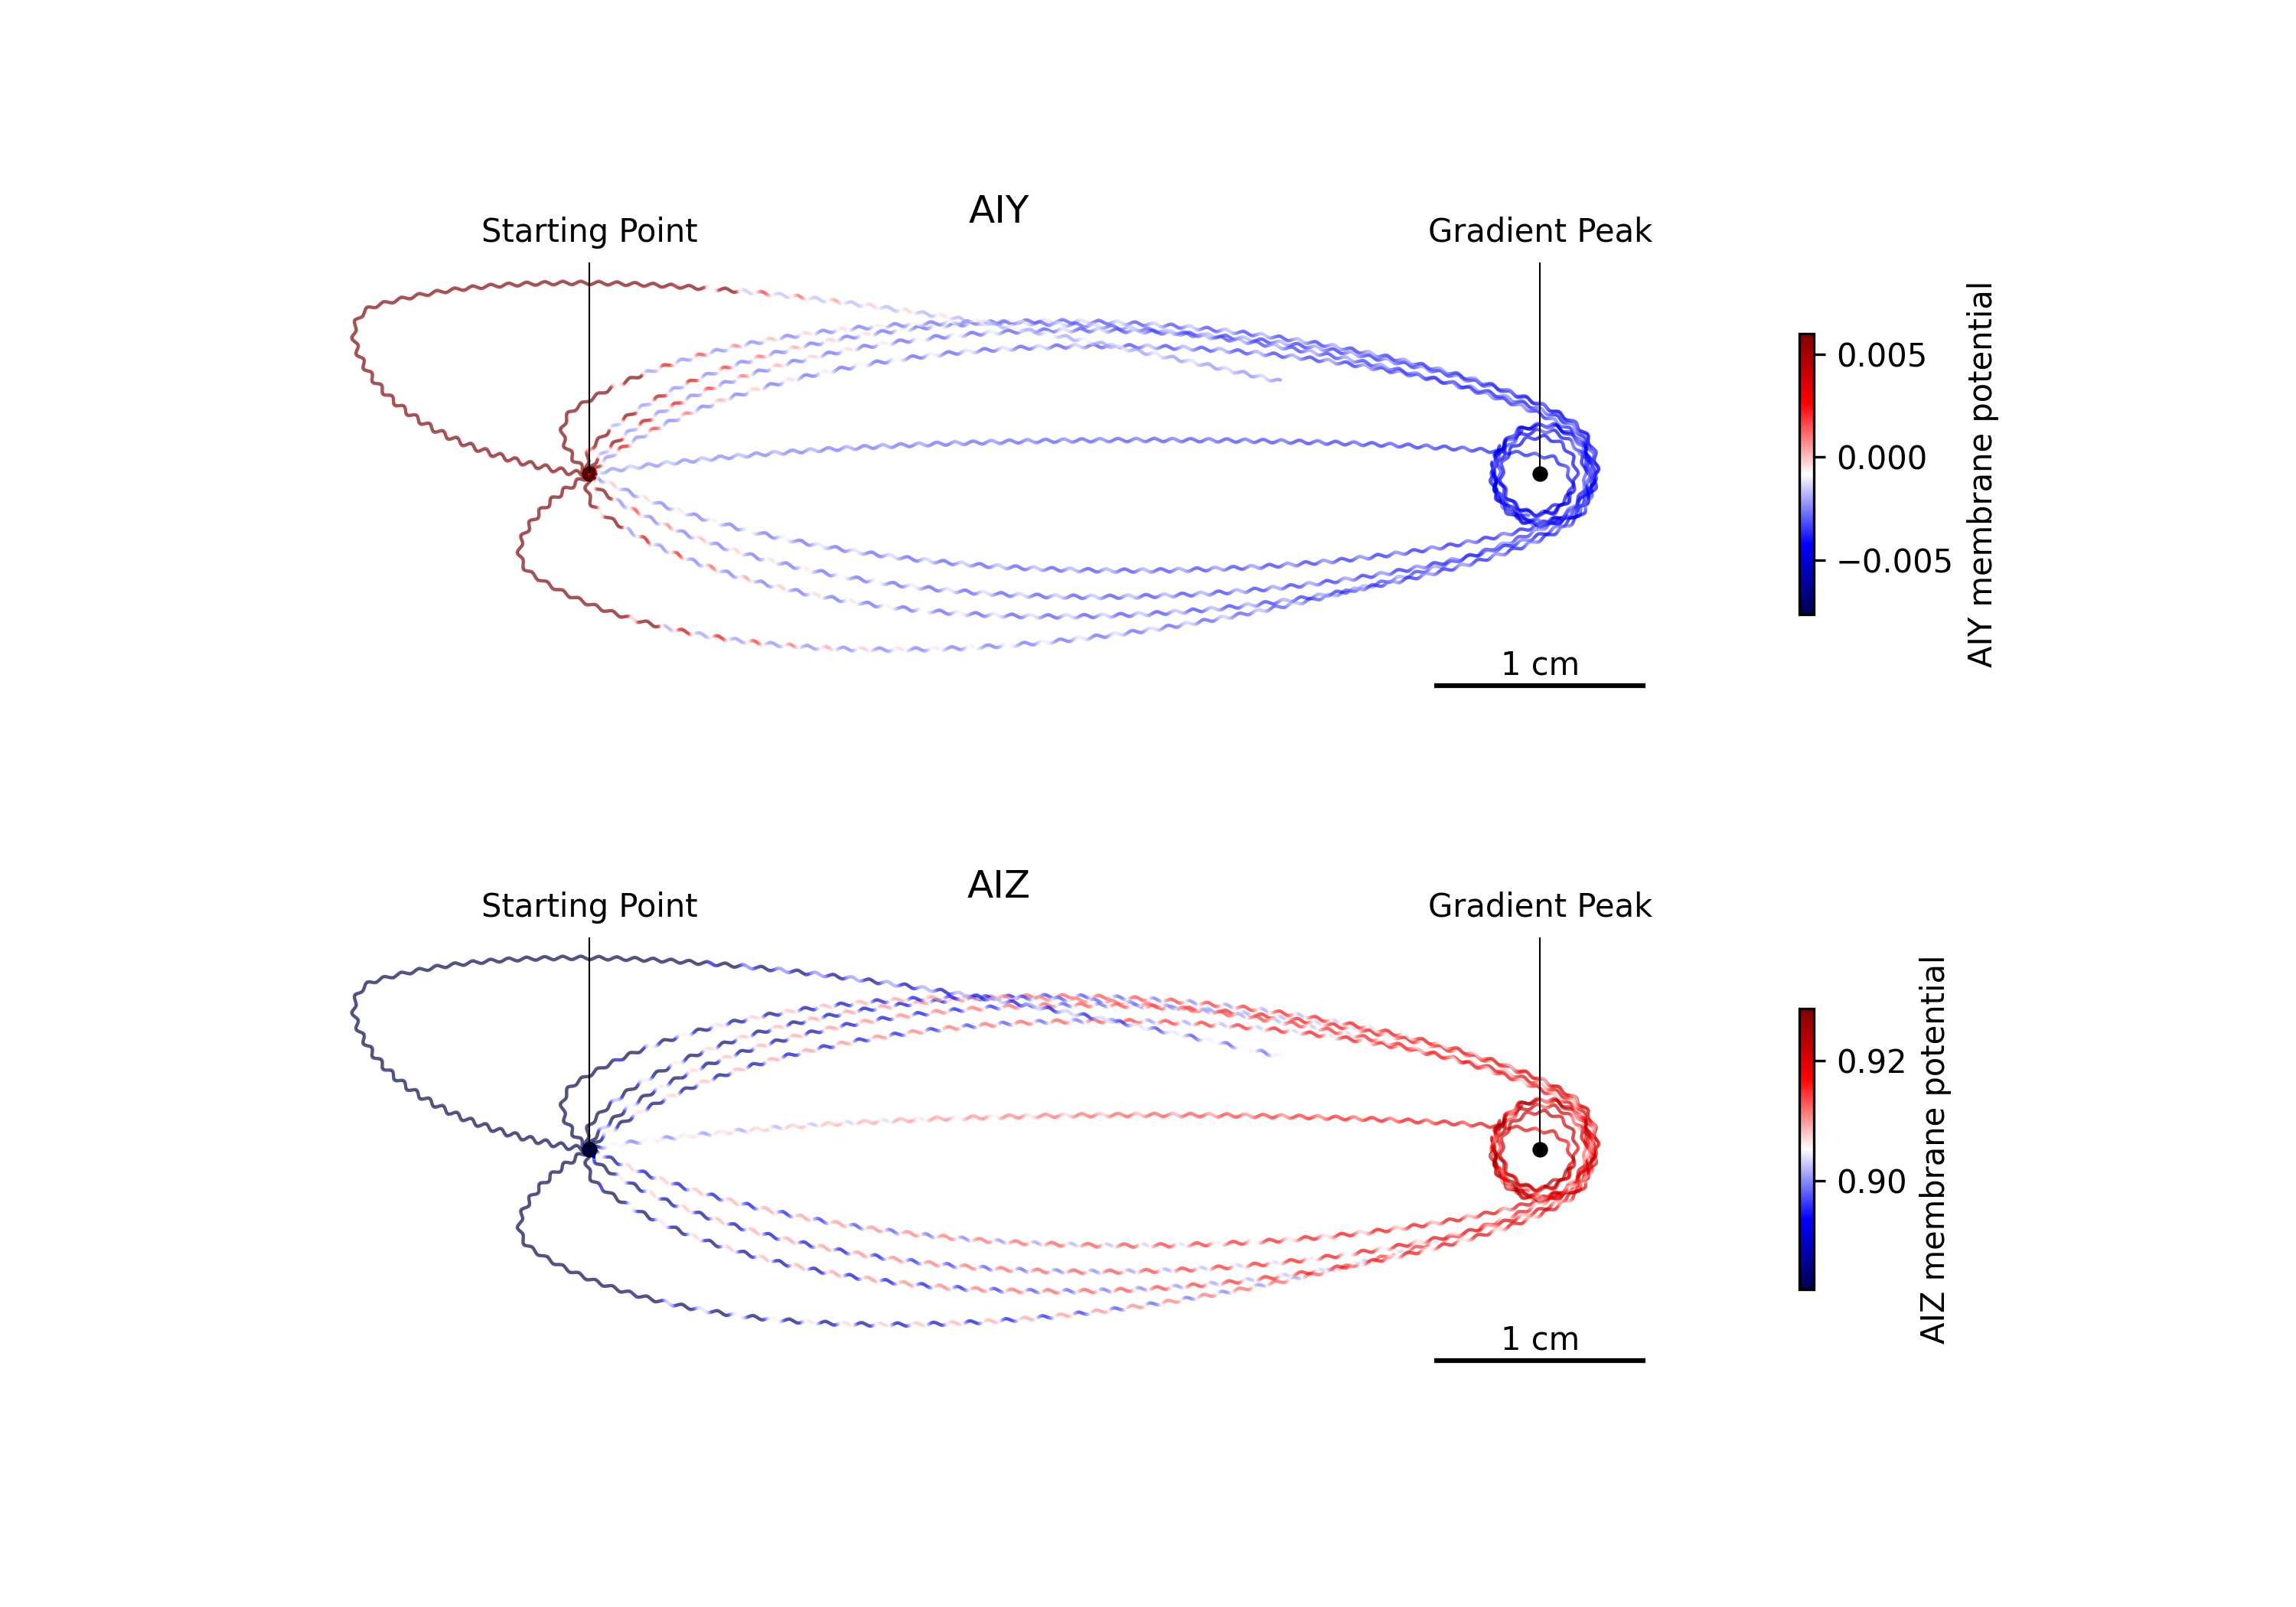 AIY
Starting Point
Gradient Peak
0.005
0.000
−0.005
AIY membrane potential
1 cm
AIZ
Starting Point
Gradient Peak
0.92
0.90
AIZ membrane potential
1 cm